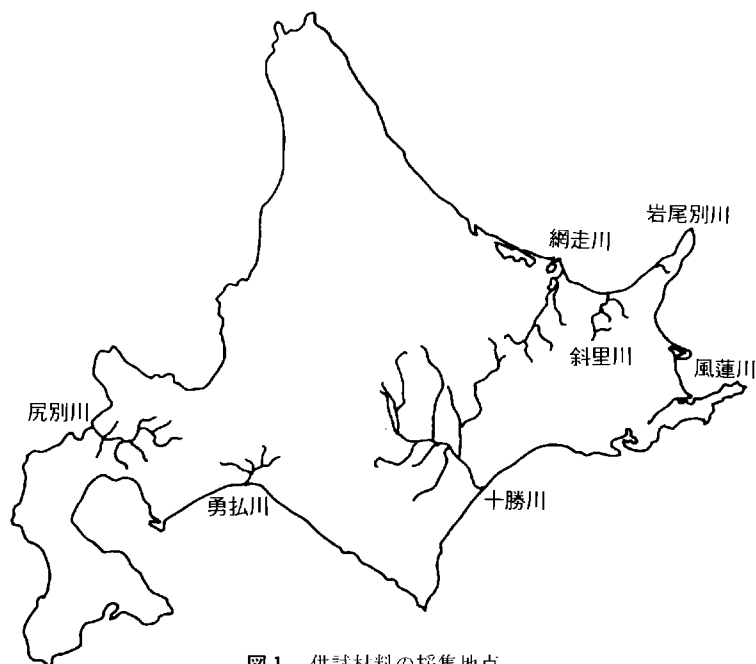 岩尾別川
網走川
斜里川
風蓮川
尻別川
勇払川
十勝川
図1 供試材料の採集地点